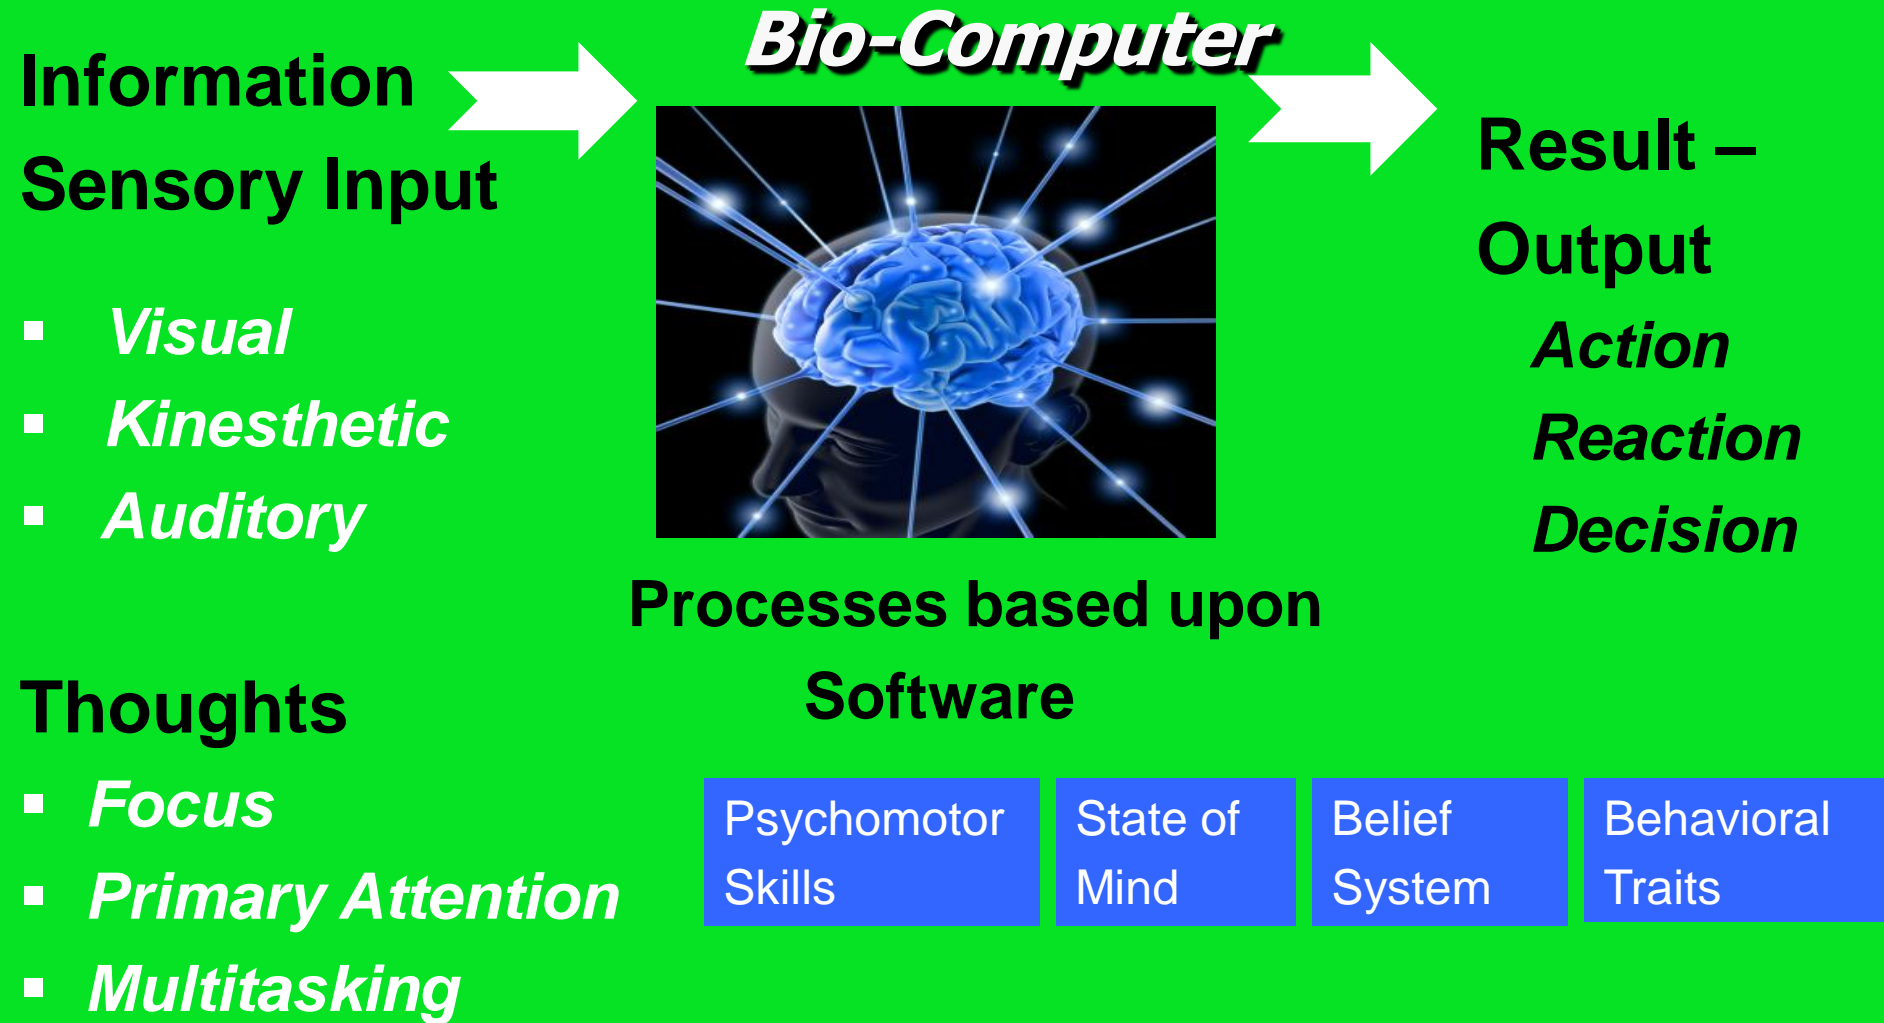 Bio-Computer
Information
Sensory Input
▪ Visual
▪ Kinesthetic
▪ Auditory
Thoughts
▪ Focus
▪ Primary Attention
▪ Multitasking
Processes based upon
Software
Psychomotor
Skills
State of
Mind
Belief
System
Behavioral
Traits
Result –
Output
Action
Reaction
Decision